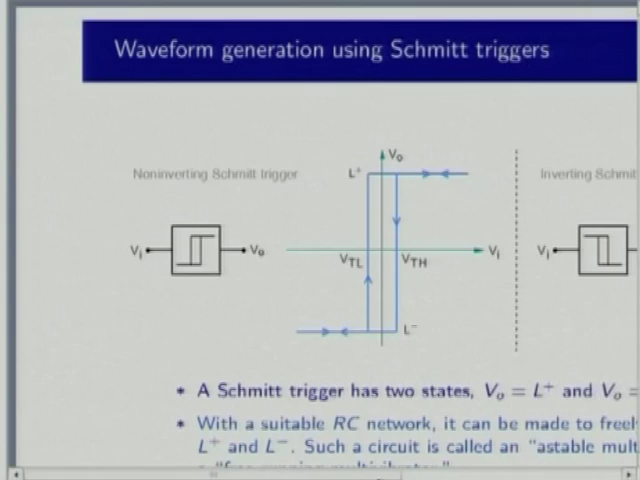 Waveform generation using Schmitt triggers
Noninverting Schmitt trigger
L⁺
Vo
Inverting Schmit
Vi
Vo
VTL
VTH
Vi
Vi
L⁻
* A Schmitt trigger has two states, Vo = L⁺ and Vo =
* With a suitable RC network, it can be made to freel
L⁺ and L⁻. Such a circuit is called an "astable mult